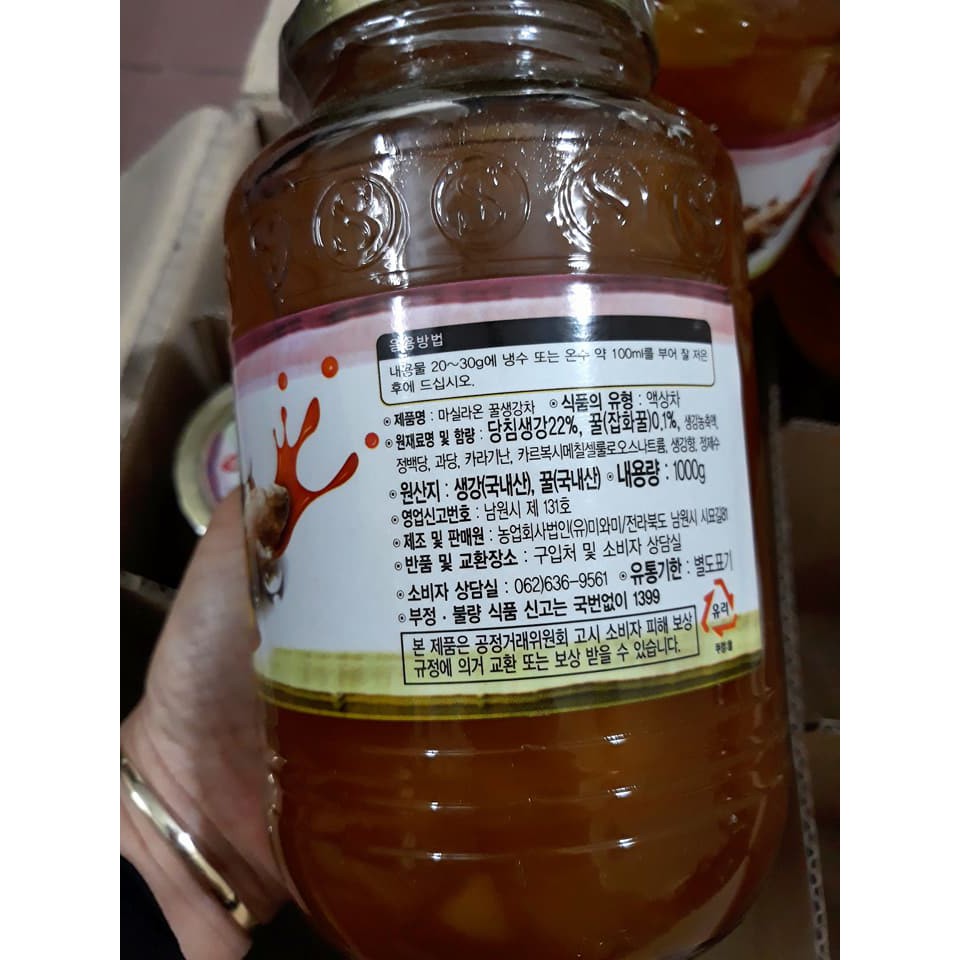 음용방법
내용물 20~30g에 냉수 또는 온수 약 100ml를 부어 잘 저은
후에 드십시오.
◉ 제품명 : 마실라온 꿀생강차 ◉ 식품의 유형 : 액상차
◉ 원재료명 및 함량 : 당침생강22%, 꿀(잡화꿀)0.1%, 생강농축액,
정백당, 과당, 카라기난, 카르복시메칠셀룰로오스나트륨, 생강향, 정제수
◉ 원산지 : 생강(국내산), 꿀(국내산) ◉ 내용량 : 1000g
◉ 영업신고번호 : 남원시 제 131호
◉ 제조 및 판매원 : 농업회사법인(유)미와미/전라북도 남원시 시묘길81
◉ 반품 및 교환장소 : 구입처 및 소비자 상담실
◉ 소비자 상담실 : 062)636-9561 ◉ 유통기한 : 별도표기
◉ 부정 · 불량 식품 신고는 국번없이 1399
유리
본 제품은 공정거래위원회 고시 소비자 피해 보상
규정에 의거 교환 또는 보상 받을 수 있습니다.